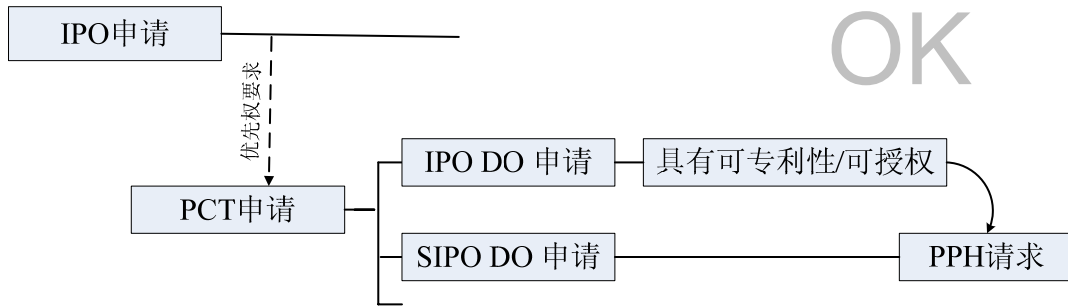 IPO申请
OK
优先权要求
IPO DO 申请
具有可专利性/可授权
PCT申请
SIPO DO 申请
PPH请求